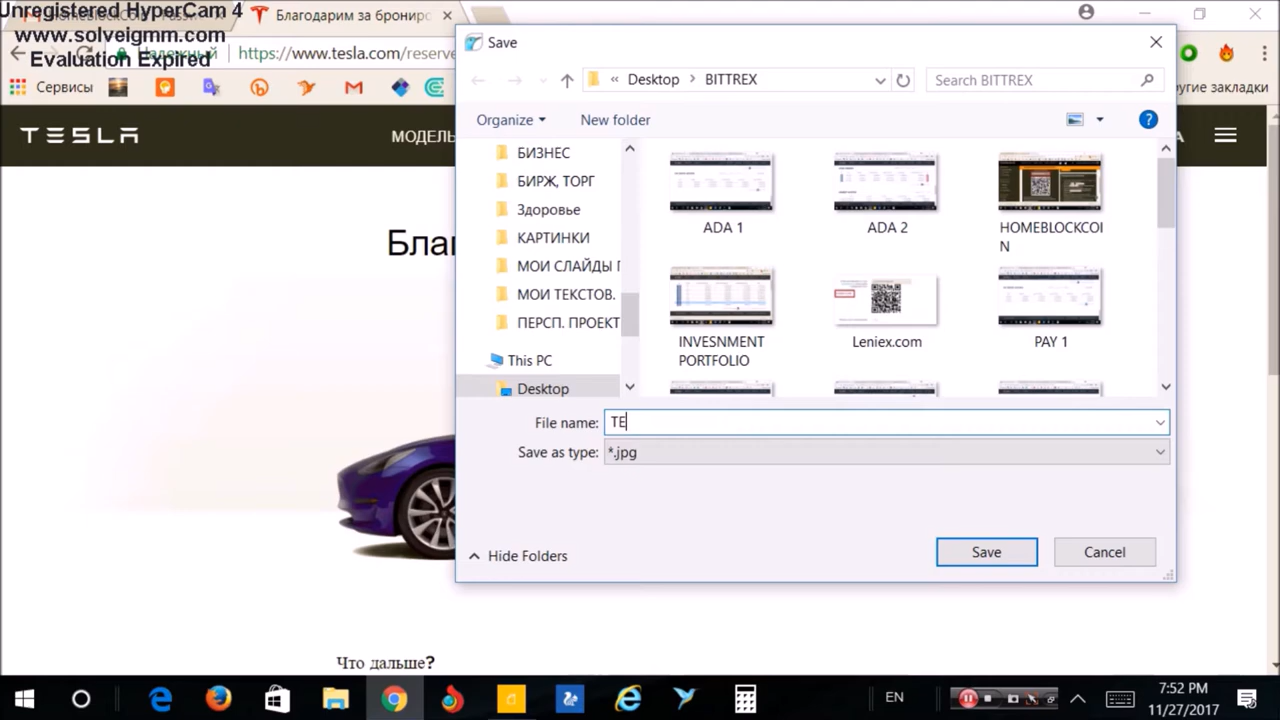 Unregistered HyperCam 4
www.solveigmm.com
Evaluation Expired
Благодарим за брониро
https://www.tesla.com/reserve
Сервисы
ругие закладки
TESLA
МОДЕЛЬ
Бла
Что дальше?
Save
Desktop
BITTREX
Search BITTREX
Organize
New folder
БИЗНЕС
БИРЖ, ТОРГ
Здоровье
КАРТИНКИ
МОИ СЛАЙДЫ
МОИ ТЕКСТОВ.
ПЕРСП. ПРОЕКТ
This PC
Desktop
ADA 1
ADA 2
HOMEBLOCKCOI
N
INVESNMENT
PORTFOLIO
Leniex.com
PAY 1
File name: TE
Save as type: *.jpg
Hide Folders
Save
Cancel
EN
7:52 PM
11/27/2017